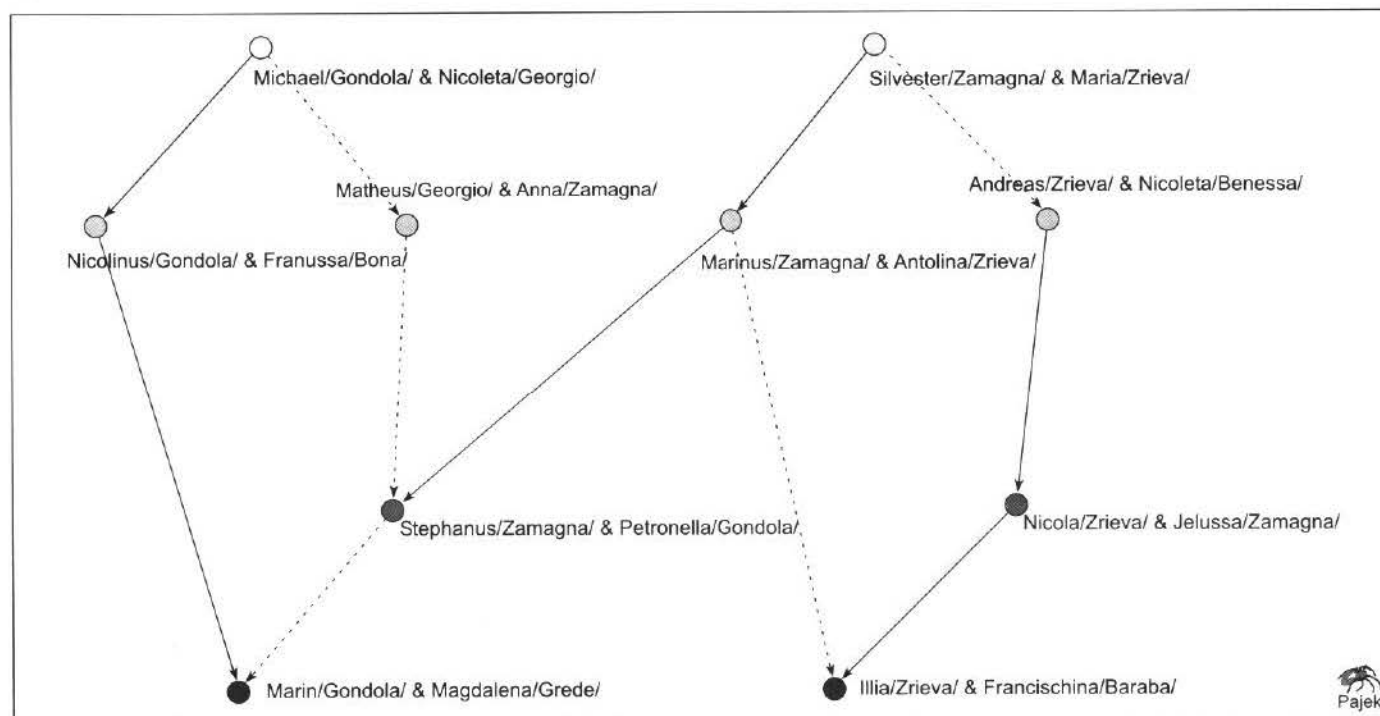 Michael/Gondola/ & Nicoleta/Georgio/
Silvester/Zamagna/ & Maria/Zrieva/
Matheus/Georgio/ & Anna/Zamagna/
Andreas/Zrieva/ & Nicoleta/Benessa/
Nicolinus/Gondola/ & Franussa/Bona/
Marinus/Zamagna/ & Antolina/Zrieva/
Stephanus/Zamagna/ & Petronella/Gondola/
Nicola/Zrieva/ & Jelussa/Zamagna/
Marin/Gondola/ & Magdalena/Grede/
Illia/Zrieva/ & Francischina/Baraba/
Pajek